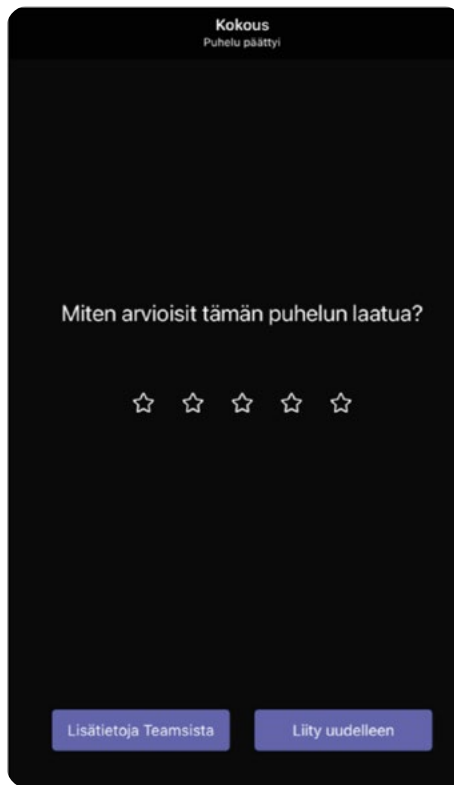 Kokous
Puhelu päättyi
Miten arvioisit tämän puhelun laatua?
Lisätietoja Teamsista
Liity uudelleen